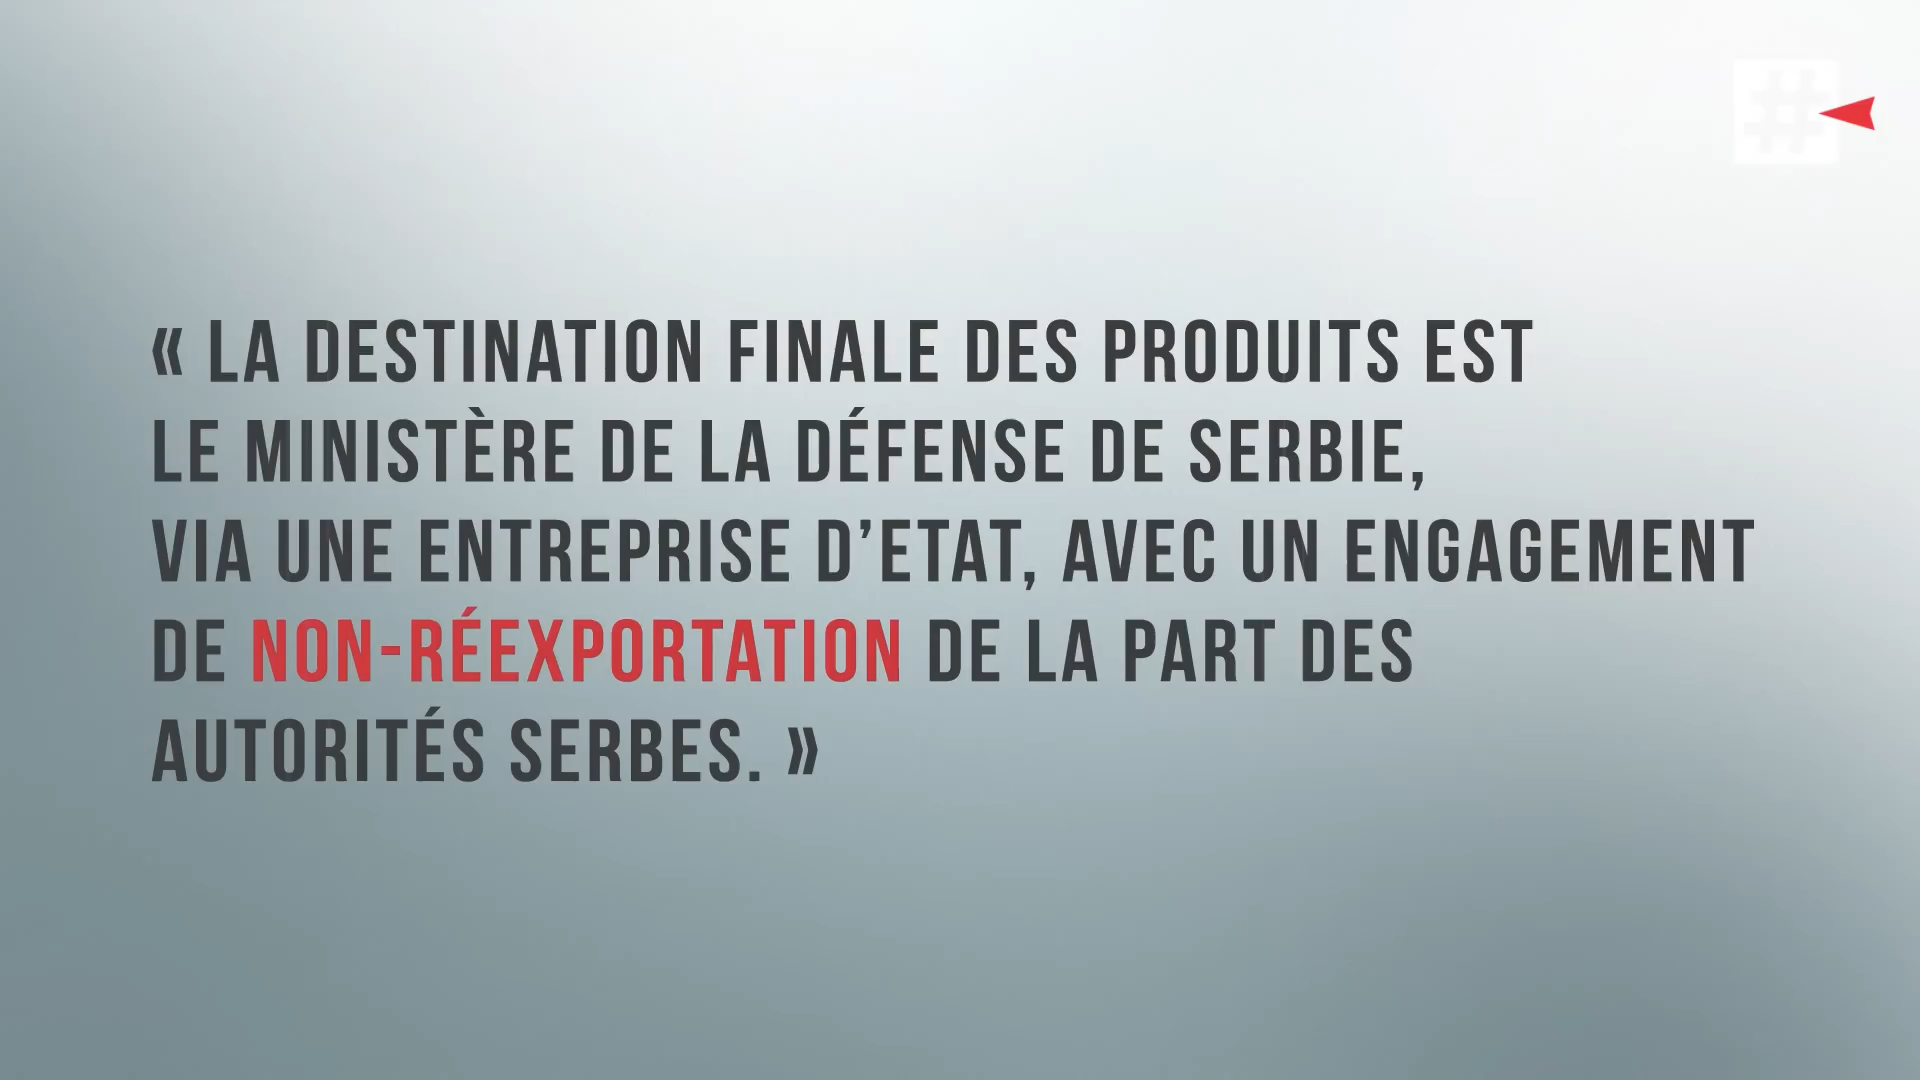 « LA DESTINATION FINALE DES PRODUITS EST
LE MINISTÈRE DE LA DÉFENSE DE SERBIE,
VIA UNE ENTREPRISE D’ETAT, AVEC UN ENGAGEMENT
DE NON-RÉEXPORTATION DE LA PART DES
AUTORITÉS SERBES. »